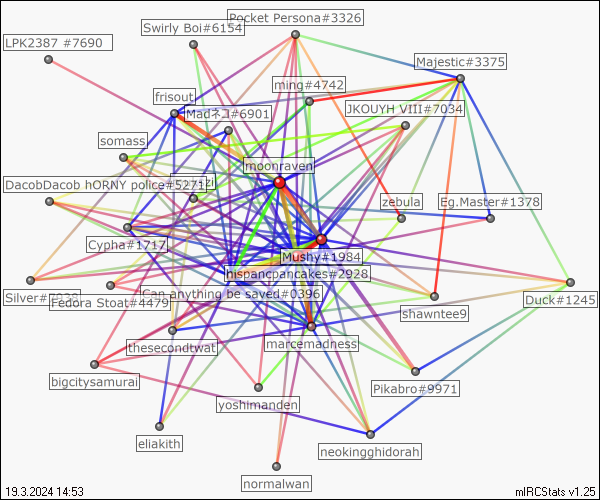 Pocket Persona#3326
Swirly Boi#6154
LPK2387 #7690
Majestic#3375
ming#4742
frisout
JKOUYH VIII#7034
Madネコ#6901
somass
moonraven
DacobDacob hORNY police#5271
zi
zebula
Eg.Master#1378
Cypha#1717
Mushy#1984
hispancpancakes#2928
Can anything be saved#0396
Silver#
Fedora Stoat#4479
Duck#1245
shawntee9
thesecondtwat
marcemadness
bigcitysamurai
Pikabro#9971
yoshimanden
eliakith
neokingghidorah
normalwan
19.3.2024 14:53
mIRCStats v1.25